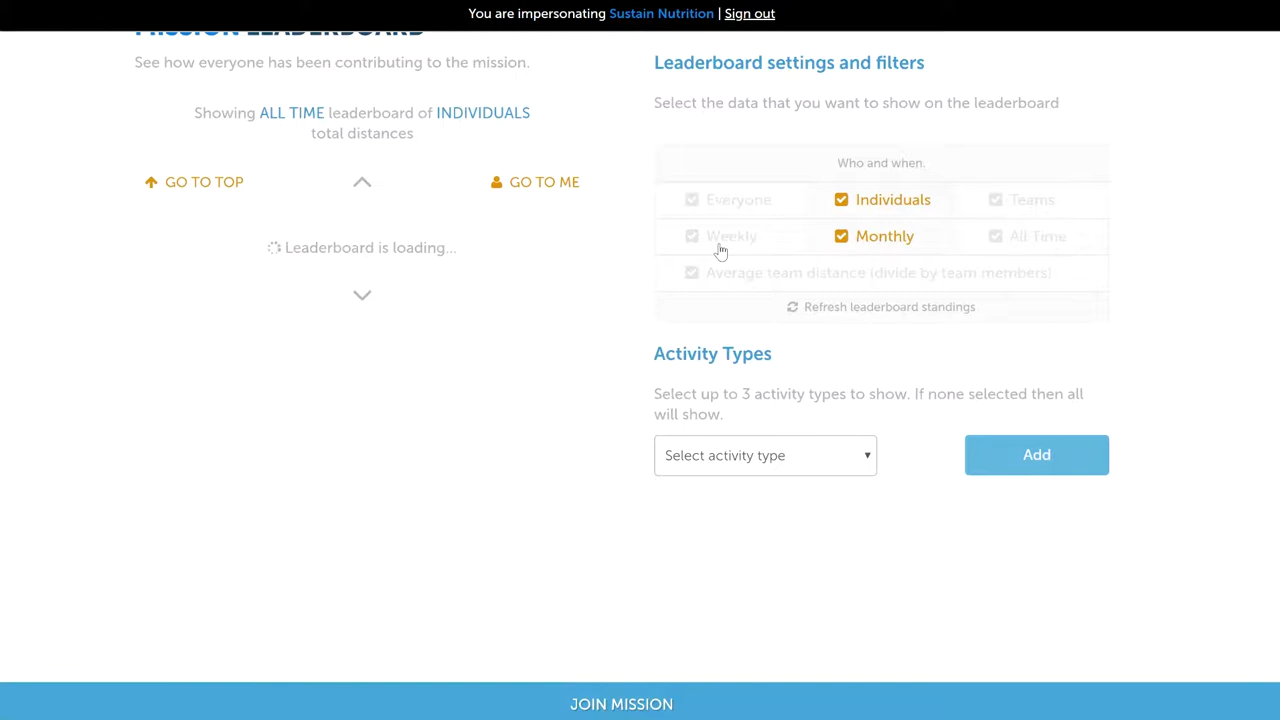 You are impersonating Sustain Nutrition | Sign out
MISSION LEADERBOARD
See how everyone has been contributing to the mission.
Showing ALL TIME leaderboard of INDIVIDUALS
total distances
GO TO TOP
GO TO ME
Leaderboard is loading...
Leaderboard settings and filters
Select the data that you want to show on the leaderboard
Who and when.
Everyone Individuals Teams
Weekly Monthly All Time
Average team distance (divide by team members)
Refresh leaderboard standings
Activity Types
Select up to 3 activity types to show. If none selected then all
will show.
Select activity type
Add
JOIN MISSION